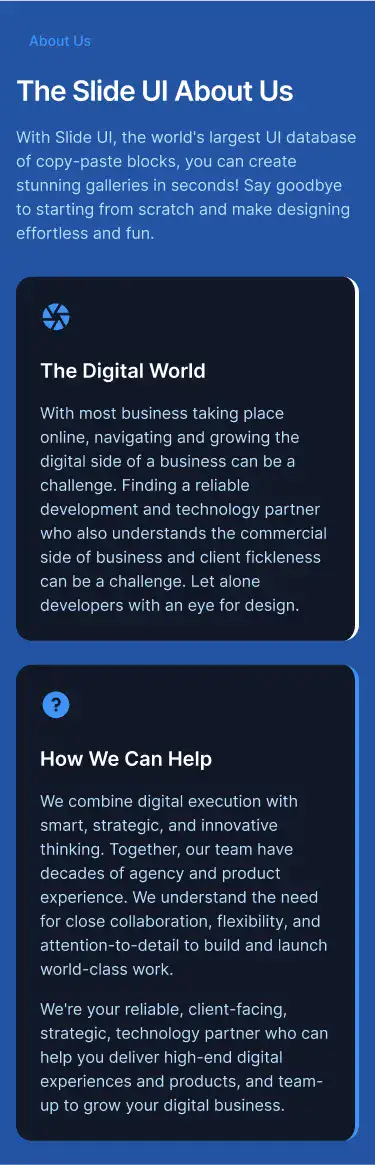 About Us
The Slide UI About Us
With Slide UI, the world's largest UI database
of copy-paste blocks, you can create
stunning galleries in seconds! Say goodbye
to starting from scratch and make designing
effortless and fun.
The Digital World
With most business taking place
online, navigating and growing the
digital side of a business can be a
challenge. Finding a reliable
development and technology partner
who also understands the commercial
side of business and client fickleness
can be a challenge. Let alone
developers with an eye for design.
?
How We Can Help
We combine digital execution with
smart, strategic, and innovative
thinking. Together, our team have
decades of agency and product
experience. We understand the need
for close collaboration, flexibility, and
attention-to-detail to build and launch
world-class work.
We're your reliable, client-facing,
strategic, technology partner who can
help you deliver high-end digital
experiences and products, and team-
up to grow your digital business.